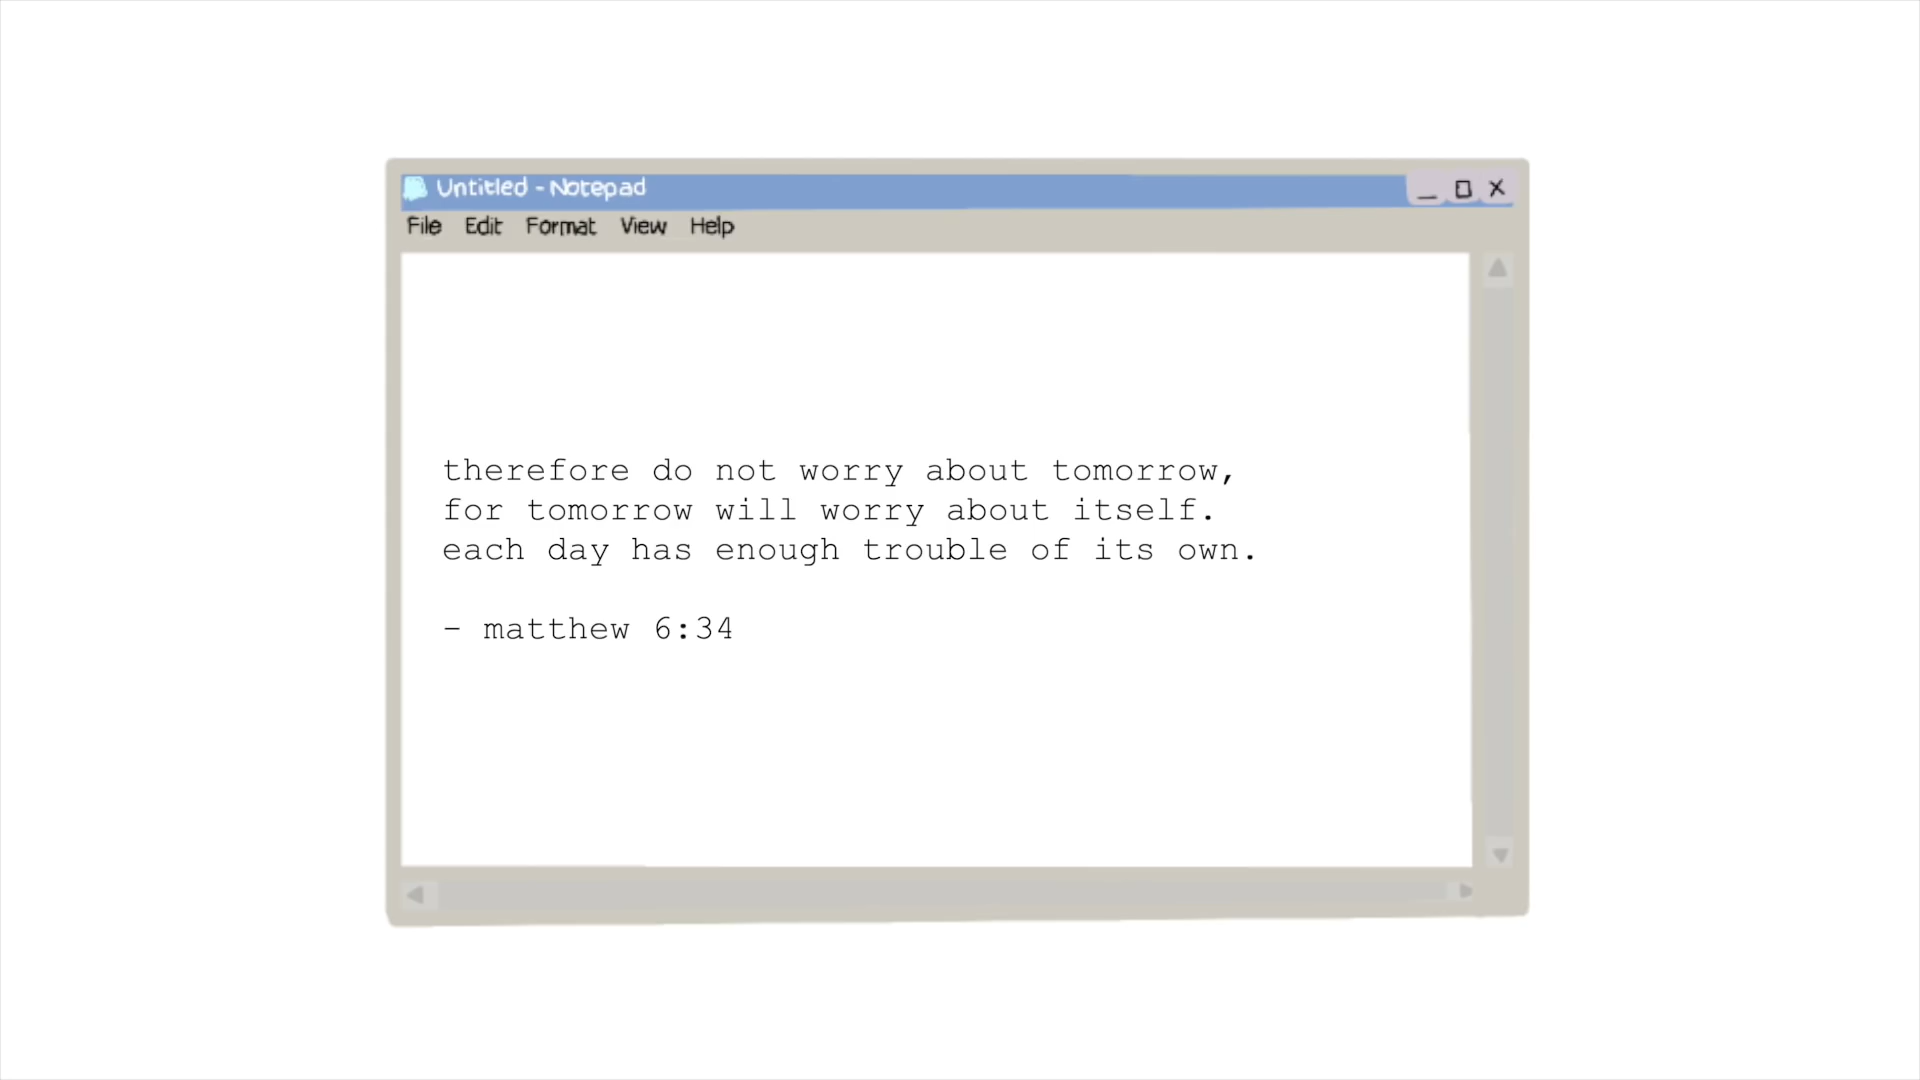 Untitled - Notepad
File Edit Format View Help
therefore do not worry about tomorrow,
for tomorrow will worry about itself.
each day has enough trouble of its own.
- matthew 6:34